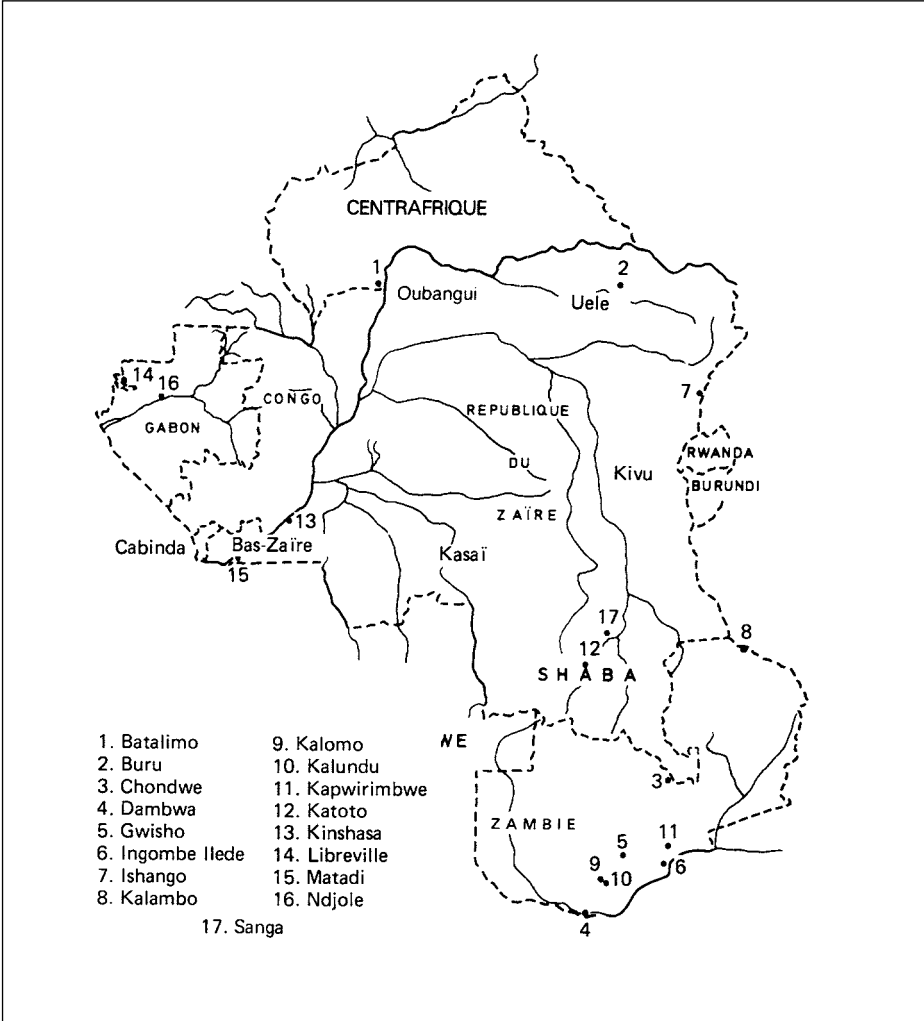 CENTRAFRIQUE
1
2
Oubangui
Uele
14
16
CONGO
REPUBLIQUE
7
GABON
DU
RWANDA
Kivu
BURUNDI
ZAÏRE
13
Cabinda
Bas-Zaïre
Kasaï
15
17
8
12
SHABA
NE
3
ZAMBIE
5
11
9
10
6
4
1. Batalimo
2. Buru
3. Chondwe
4. Dambwa
5. Gwisho
6. Ingombe Ilede
7. Ishango
8. Kalambo
9. Kalomo
10. Kalundu
11. Kapwirimbwe
12. Katoto
13. Kinshasa
14. Libreville
15. Matadi
16. Ndjole
17. Sanga